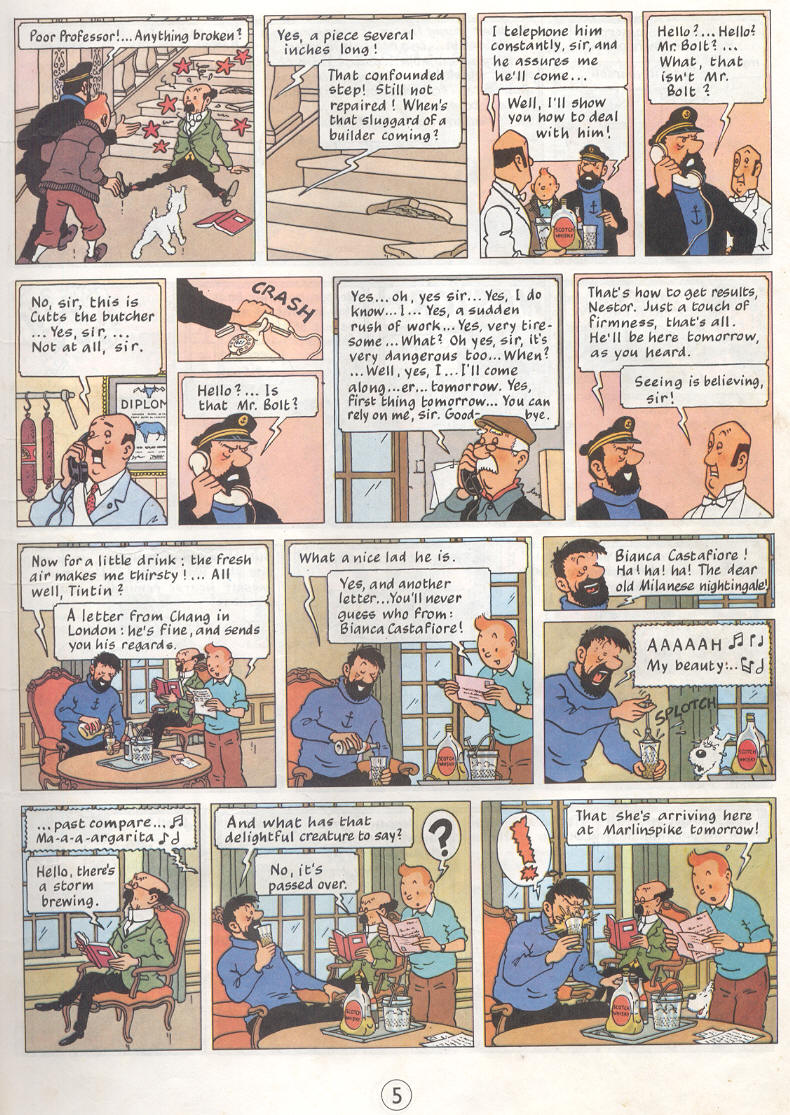 Poor Professor!... Anything broken?
Yes, a piece several
inches long!
That confounded
step! Still not
repaired! When's
that sluggard of a
builder coming?
I telephone him
constantly, sir, and
he assures me
he'll come...
Well, I'll show
you how to deal
with him!
SCOTCH
WHISKY
Hello?... Hello?
Mr. Bolt?...
What, that
isn't Mr.
Bolt?
No, sir, this is
Cutts the butcher
... Yes, sir, ...
Not at all, sir.
DIPLOM
CRASH
Hello?... Is
that Mr. Bolt?
Yes... oh, yes sir... Yes, I do
know... I... Yes, a sudden
rush of work... Yes, very tire-
some... What? Oh yes, sir, it's
very dangerous too... When?
... Well, yes, I... I'll come
along... er... tomorrow. Yes,
first thing tomorrow... You can
rely on me, sir. Good- bye.
That's how to get results,
Nestor. Just a touch of
firmness, that's all.
He'll be here tomorrow,
as you heard.
Seeing is believing,
sir!
Now for a little drink: the fresh
air makes me thirsty!... All
well, Tintin?
A letter from Chang in
London: he's fine, and sends
you his regards.
What a nice lad he is.
Yes, and another
letter... You'll never
guess who from:
Bianca Castafiore!
SCOTCH
WHISKY
Bianca Castafiore!
Ha! ha! ha! The dear
old Milanese nightingale!
AAAAAH
My beauty...
SPLOTCH
SCOTCH
WHISKY
... past compare...
Ma-a-a-argarita
Hello, there's
a storm
brewing.
And what has that
delightful creature to say?
No, it's
passed over.
?
SCOTCH
WHISKY
!
That she's arriving here
at Marlinspike tomorrow!
SCOTCH
WHISKY
5